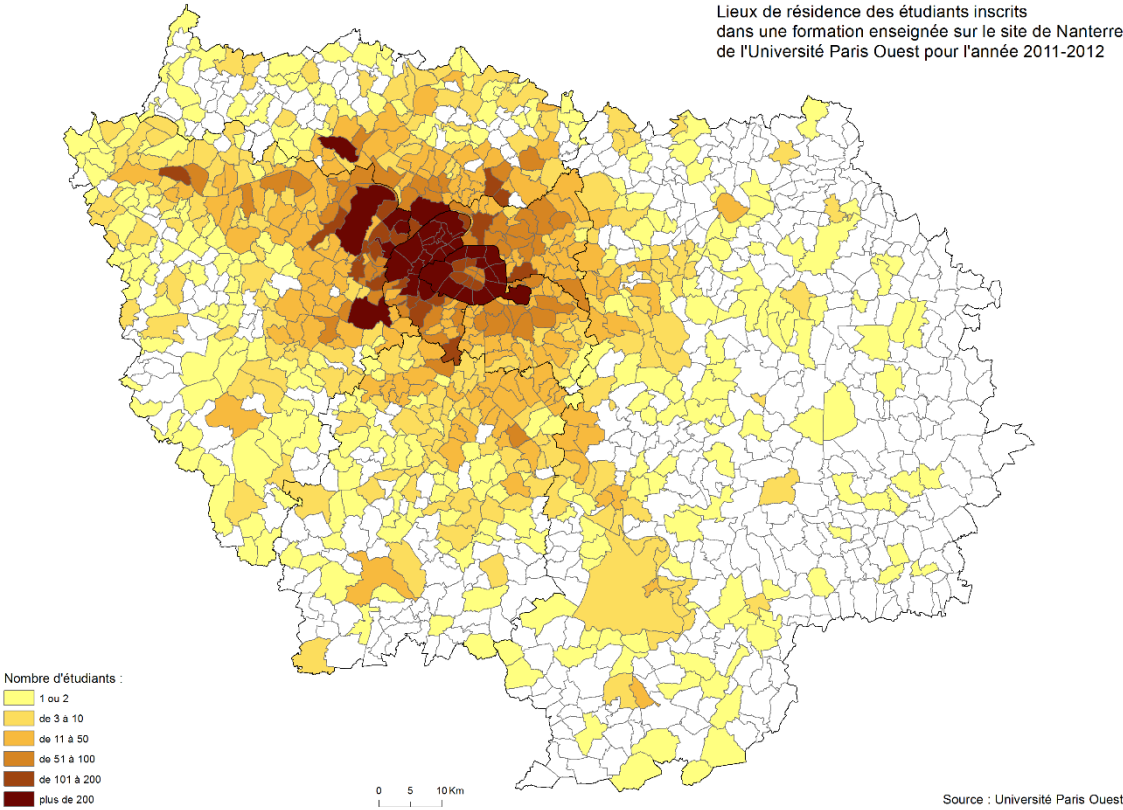 Lieux de résidence des étudiants inscrits
dans une formation enseignée sur le site de Nanterre
de l'Université Paris Ouest pour l'année 2011-2012
Nombre d'étudiants :
1 ou 2
de 3 à 10
de 11 à 50
de 51 à 100
de 101 à 200
plus de 200
0 5 10 Km
Source : Université Paris Ouest